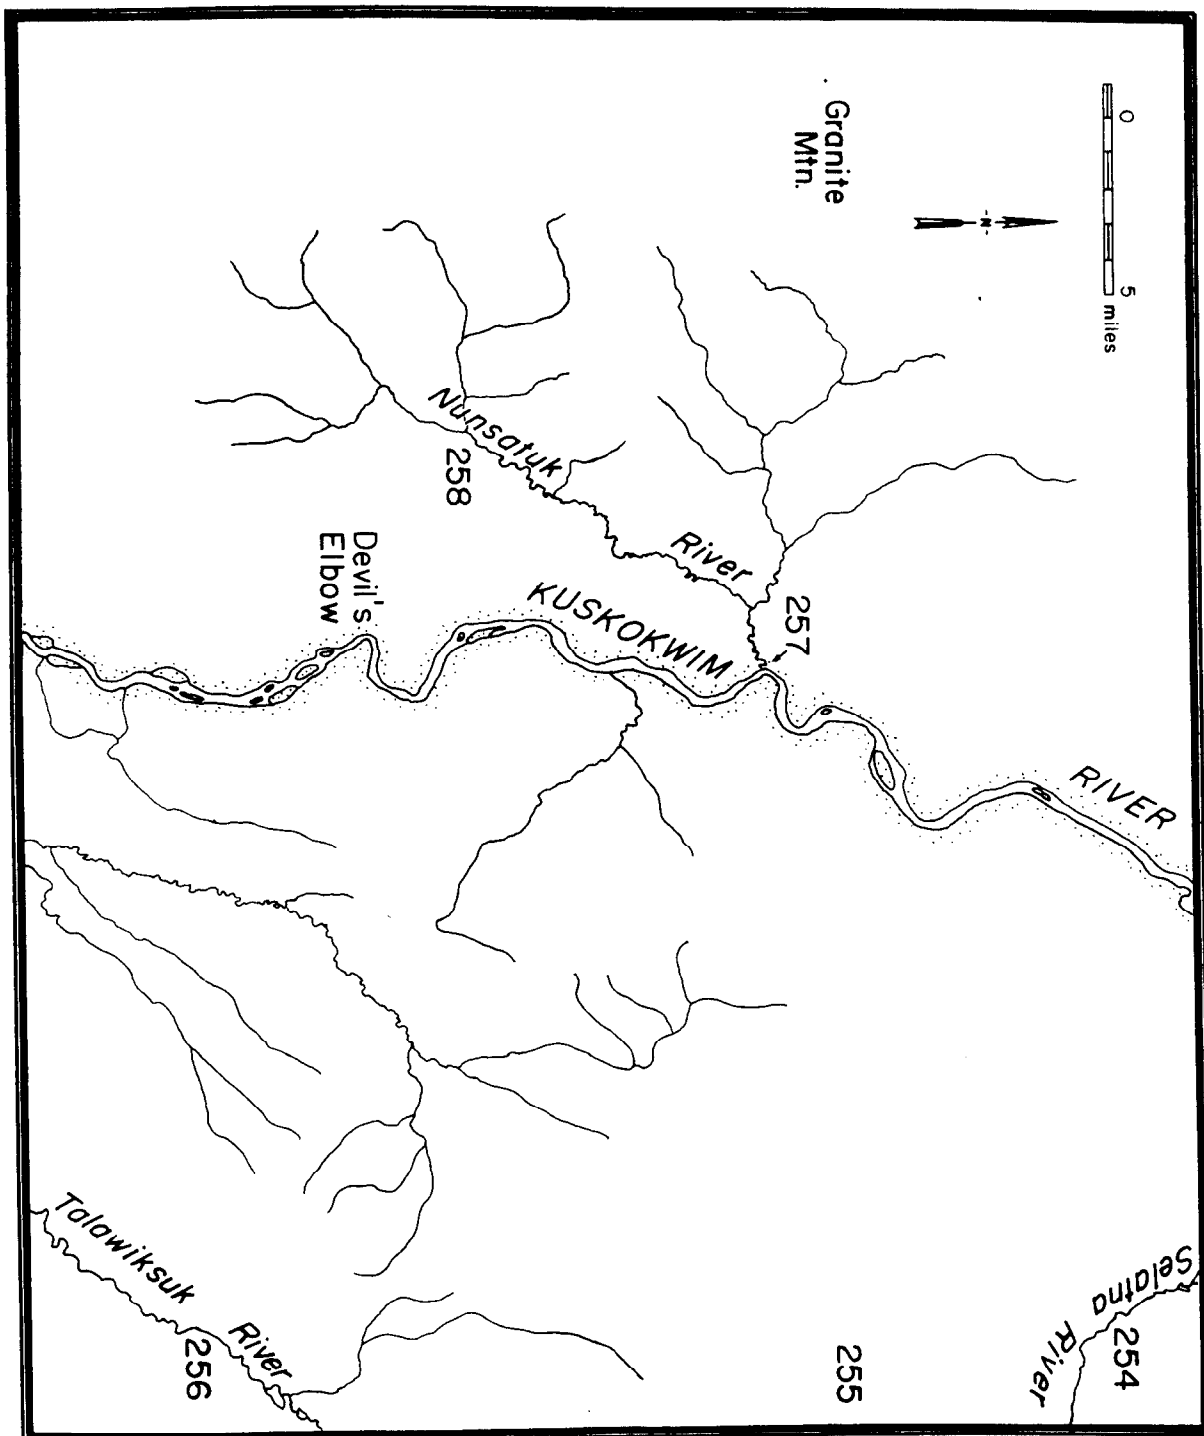 0 5 miles
N
Granite
Mtn.
RIVER
257
KUSKOKWIM
Nunsatuk River
258
Devil's
Elbow
Selatna River
254
255
Talawiksuk River
256